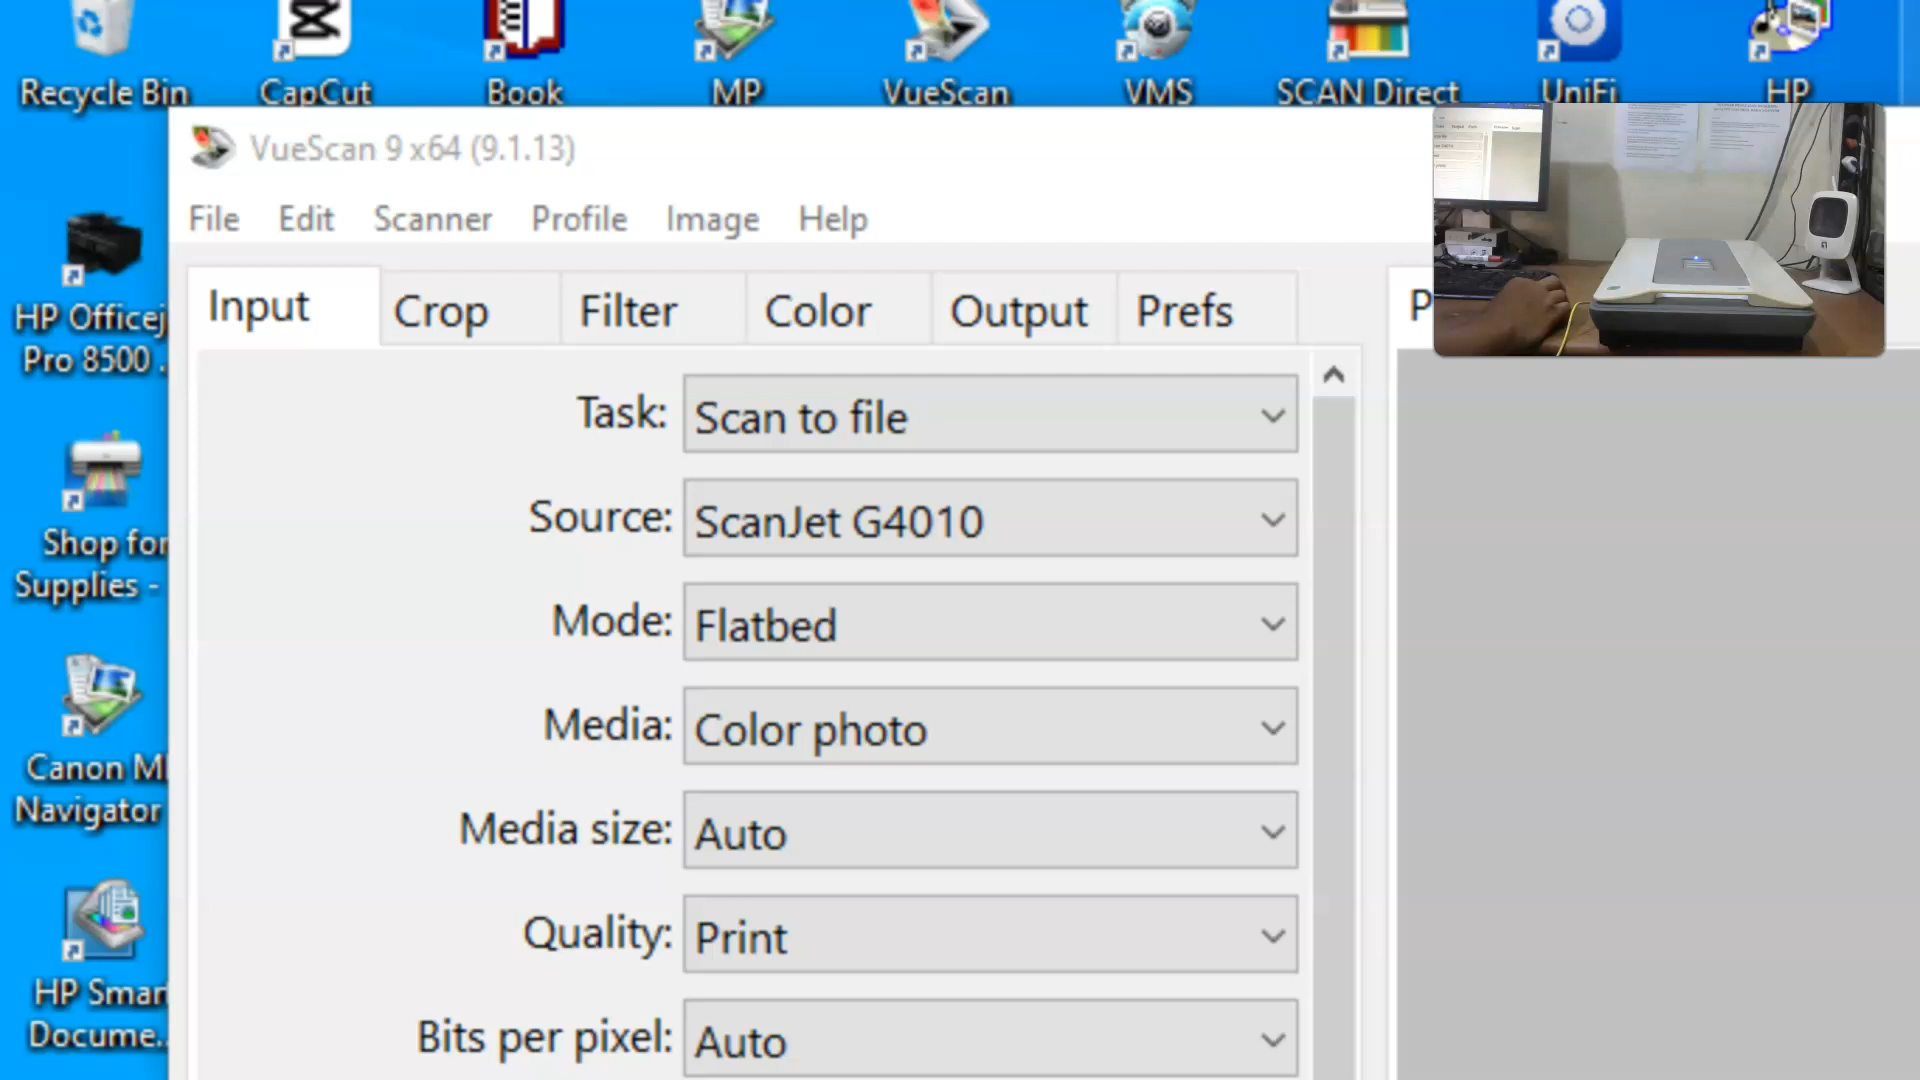 Recycle Bin
CapCut
Book
MP
VueScan
VMS
SCAN Direct
UniFi
HP
HP Officej
Pro 8500 .
Shop for
Supplies -
Canon M
Navigator
HP Smar
Docume..
VueScan 9 x64 (9.1.13)
File Edit Scanner Profile Image Help
Input Crop Filter Color Output Prefs
P
Task: Scan to file
Source: ScanJet G4010
Mode: Flatbed
Media: Color photo
Media size: Auto
Quality: Print
Bits per pixel: Auto